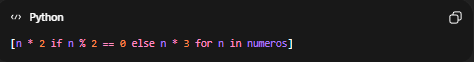 Python
[n * 2 if n % 2 == 0 else n * 3 for n in numeros]